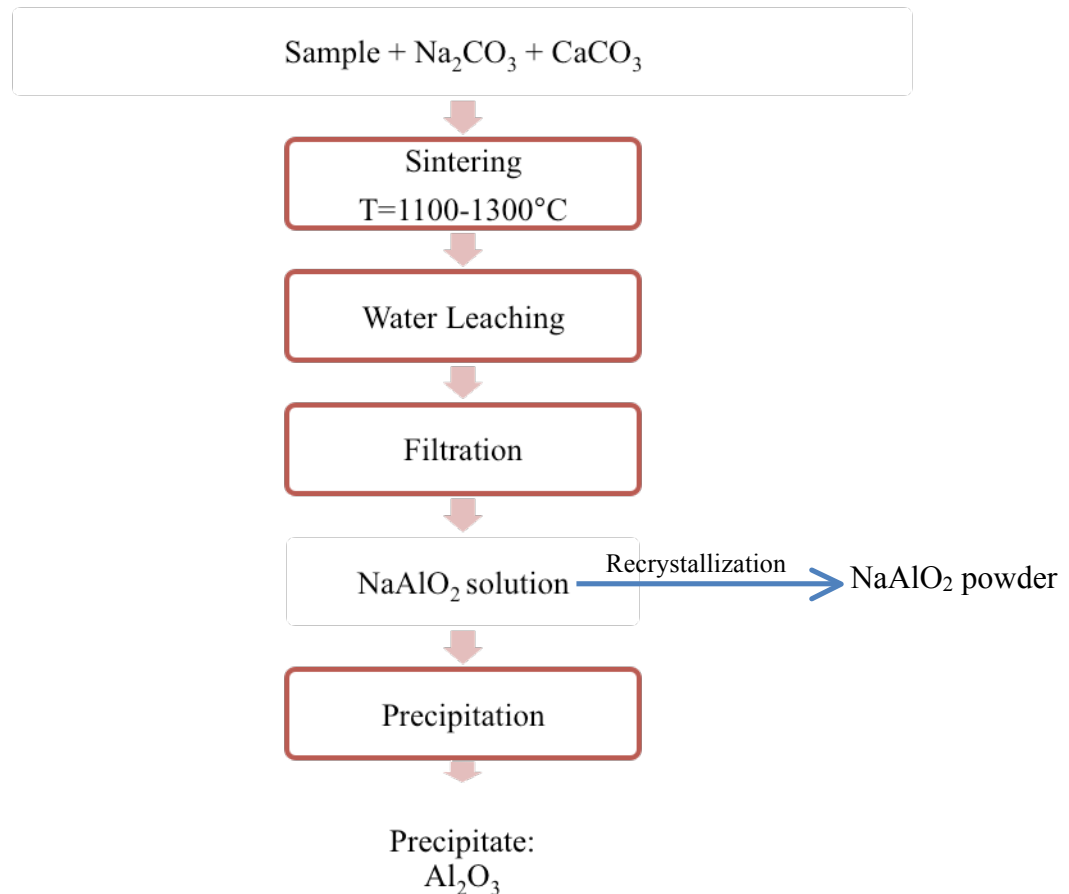 Sample + Na₂CO₃ + CaCO₃
Sintering
T=1100-1300°C
Water Leaching
Filtration
NaAlO₂ solution
Recrystallization
NaAlO₂ powder
Precipitation
Precipitate:
Al₂O₃